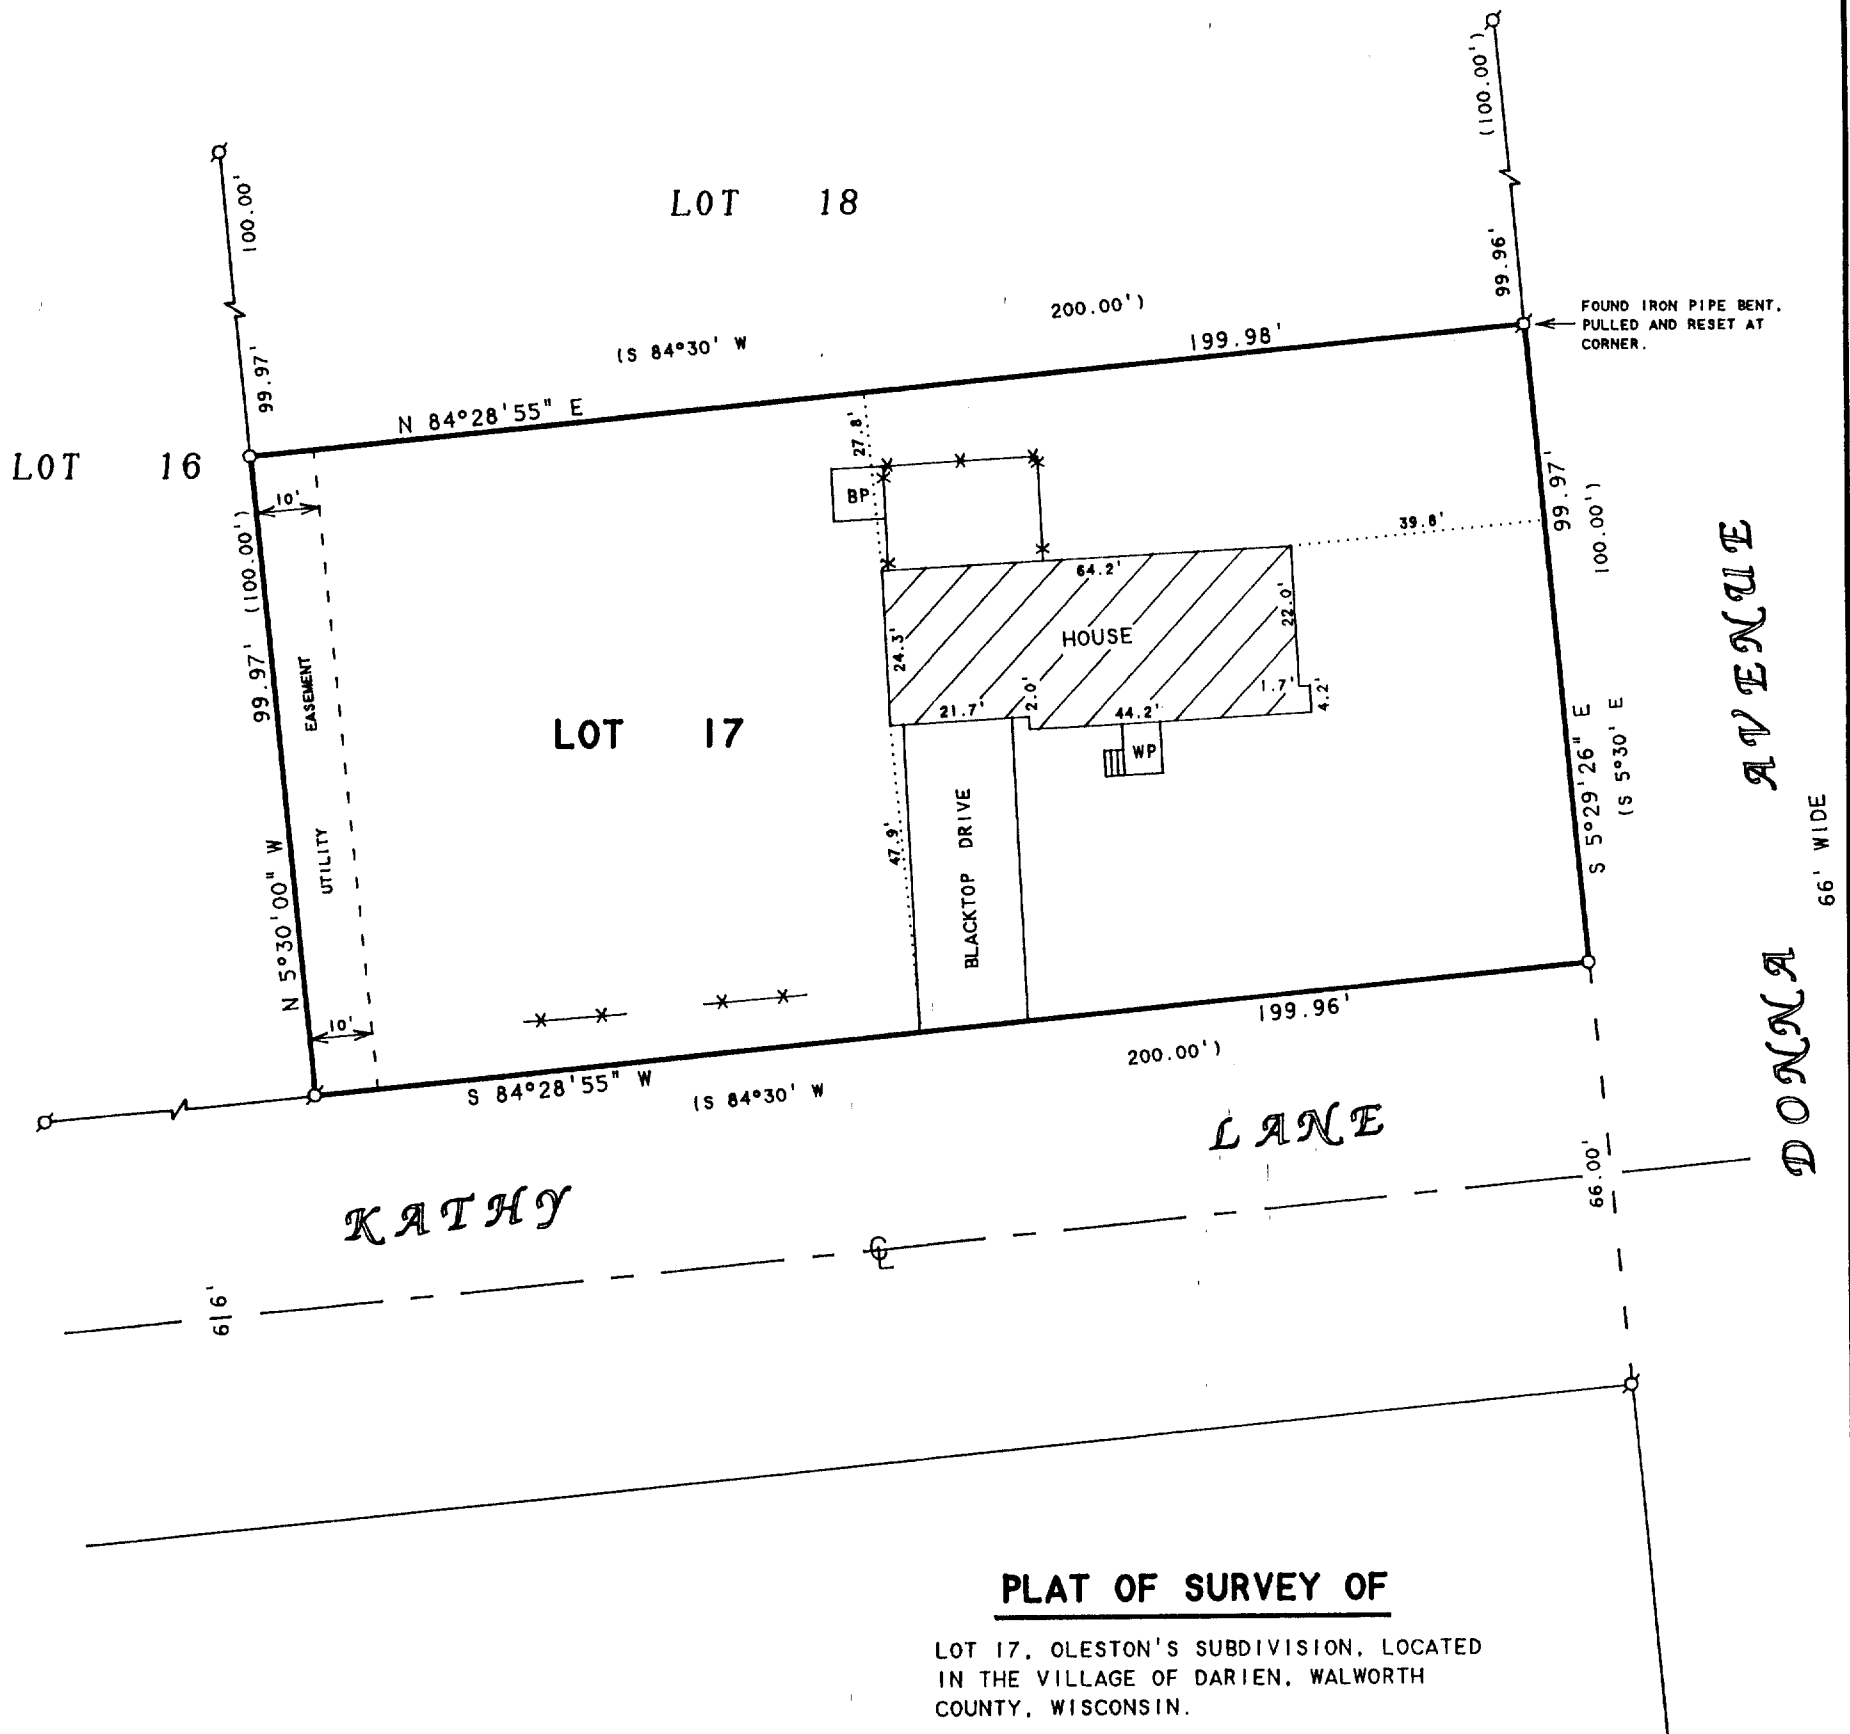 (100.00')
100.00'
LOT 18
99.96'
200.00')
199.98'
(S 84°30' W
FOUND IRON PIPE BENT,
PULLED AND RESET AT
CORNER.
99.97'
N 84°28'55" E
LOT 16
27.8'
BP
10'
39.8'
99.97'
100.00')
(100.00')
99.97'
64.2'
22.0'
HOUSE
24.3'
EASEMENT
UTILITY
21.7'
2.0'
44.2'
1.7'
4.2'
LOT 17
WP
47.9'
BLACKTOP DRIVE
S 5°29'26" E
(S 5°30' E
DONNA AVENUE
66' WIDE
N 5°30'00" W
10'
199.96'
200.00')
S 84°28'55" W
(S 84°30' W
KATHY LANE
66.00'
CL
66'
PLAT OF SURVEY OF
LOT 17, OLESTON'S SUBDIVISION, LOCATED
IN THE VILLAGE OF DARIEN, WALWORTH
COUNTY, WISCONSIN.